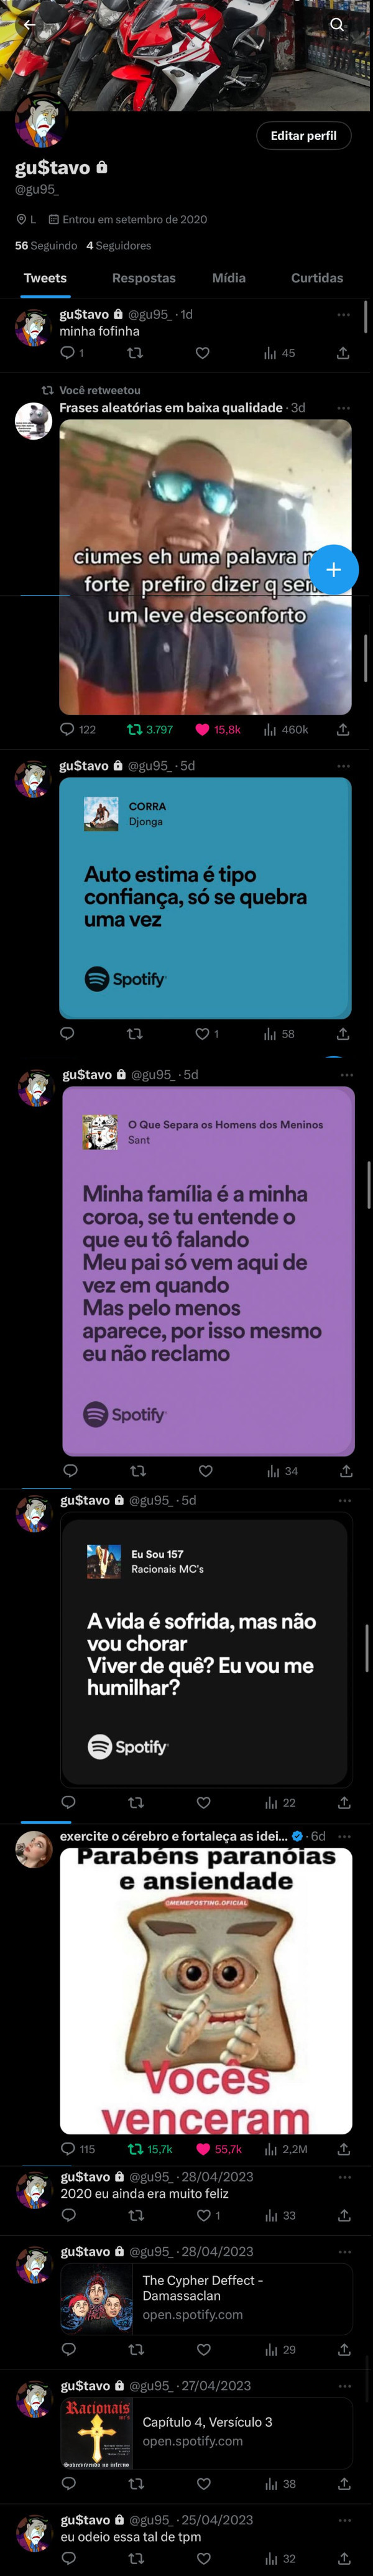 Editar perfil
gu$tavo
@gu95_
L Entrou em setembro de 2020
56 Seguindo 4 Seguidores
Tweets Respostas Mídia Curtidas
gu$tavo @gu95_ · 1d
minha fofinha
1 45
Você retweetou
Frases aleatórias em baixa qualidade · 3d
ciumes eh uma palavra m
forte prefiro dizer q sen
um leve desconforto
122 3.797 15,8k 460k
gu$tavo @gu95_ · 5d
CORRA
Djonga
Auto estima é tipo
confiança, só se quebra
uma vez
Spotify
1 58
gu$tavo @gu95_ · 5d
O Que Separa os Homens dos Meninos
Sant
Minha família é a minha
coroa, se tu entende o
que eu tô falando
Meu pai só vem aqui de
vez em quando
Mas pelo menos
aparece, por isso mesmo
eu não reclamo
Spotify
34
gu$tavo @gu95_ · 5d
Eu Sou 157
Racionais MC's
A vida é sofrida, mas não
vou chorar
Viver de quê? Eu vou me
humilhar?
Spotify
22
exercite o cérebro e fortaleça as idei... · 6d
Parabéns paranóias
e ansiendade
@MEMEPOSTING.OFICIAL
Vocês
venceram
115 15,7k 55,7k 2,2M
gu$tavo @gu95_ · 28/04/2023
2020 eu ainda era muito feliz
1 33
gu$tavo @gu95_ · 28/04/2023
The Cypher Deffect -
Damassaclan
open.spotify.com
29
gu$tavo @gu95_ · 27/04/2023
Racionais
Capítulo 4, Versículo 3
open.spotify.com
Sobrevivendo no inferno
38
gu$tavo @gu95_ · 25/04/2023
eu odeio essa tal de tpm
32